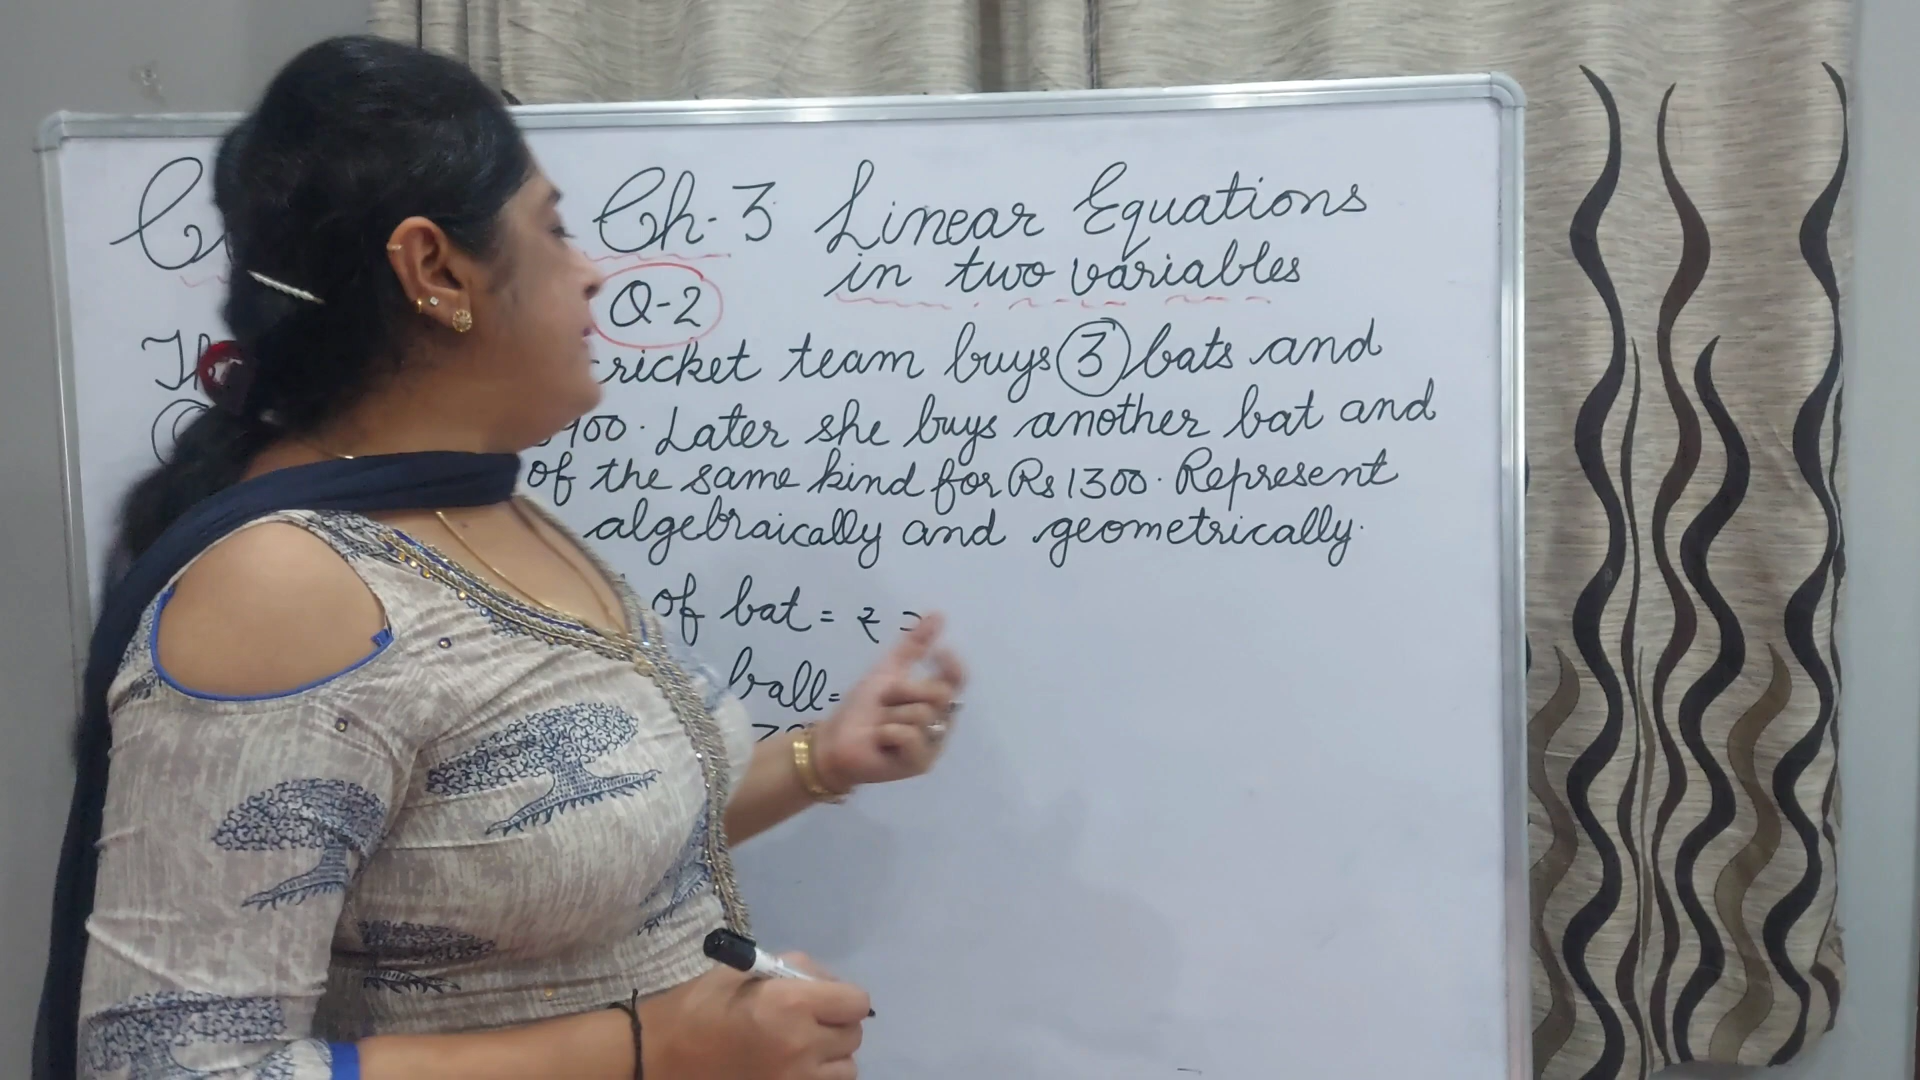 Ch-3 Linear Equations
in two variables
Q-2
cricket team buys 3 bats and
900. Later she buys another bat and
of the same kind for Rs 1300. Represent
algebraically and geometrically.
of bat = ₹
ball =